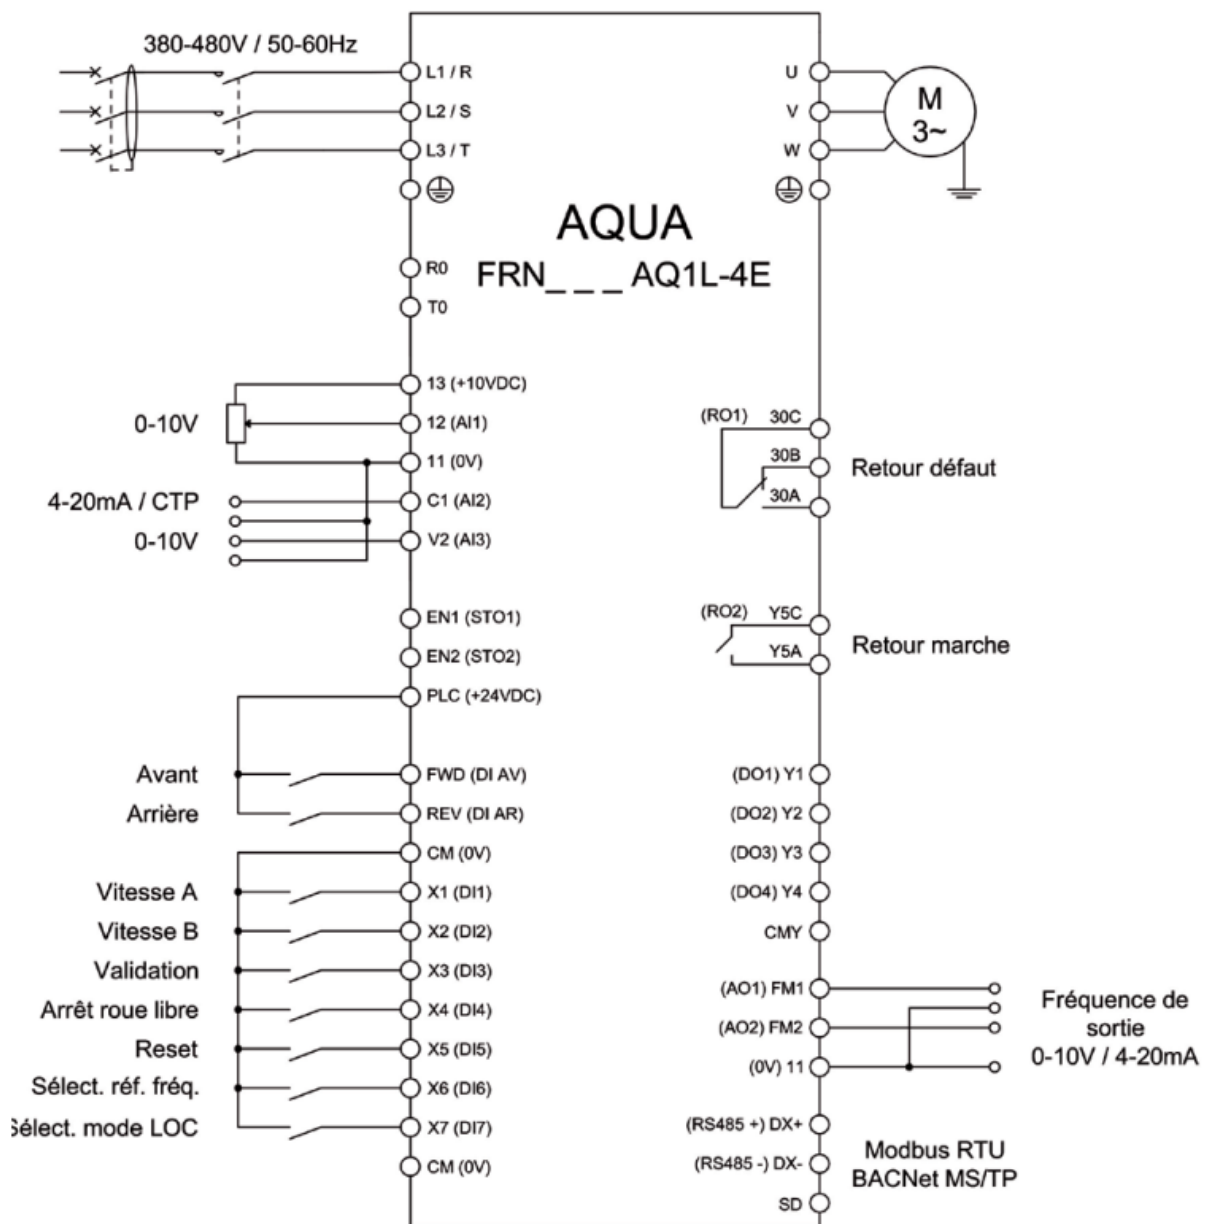 380-480V / 50-60Hz
L1 / R
L2 / S
L3 / T
U
V
W
M
3~
AQUA
FRN_ _ _ AQ1L-4E
R0
T0
13 (+10VDC)
0-10V
12 (AI1)
11 (0V)
4-20mA / CTP
C1 (AI2)
0-10V
V2 (AI3)
EN1 (STO1)
EN2 (STO2)
PLC (+24VDC)
Avant
FWD (DI AV)
Arrière
REV (DI AR)
CM (0V)
Vitesse A
X1 (DI1)
Vitesse B
X2 (DI2)
Validation
X3 (DI3)
Arrêt roue libre
X4 (DI4)
Reset
X5 (DI5)
Sélect. réf. fréq.
X6 (DI6)
Sélect. mode LOC
X7 (DI7)
CM (0V)
(RO1) 30C
30B
30A
Retour défaut
(RO2) Y5C
Y5A
Retour marche
(DO1) Y1
(DO2) Y2
(DO3) Y3
(DO4) Y4
CMY
(AO1) FM1
(AO2) FM2
(0V) 11
Fréquence de
sortie
0-10V / 4-20mA
(RS485 +) DX+
(RS485 -) DX-
SD
Modbus RTU
BACNet MS/TP